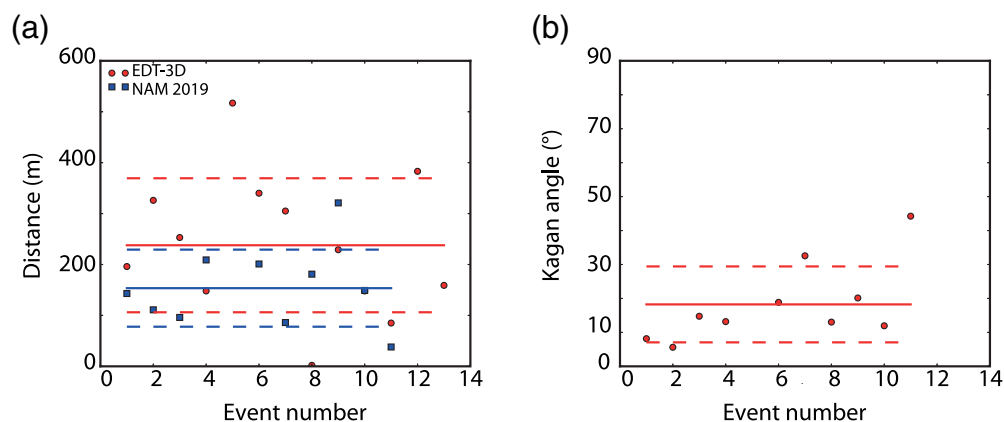 (a)
600
400
200
0
Distance (m)
EDT-3D
NAM 2019
0 2 4 6 8 10 12 14
Event number
(b)
90
70
50
30
10
0
Kagan angle (°)
0 2 4 6 8 10 12 14
Event number